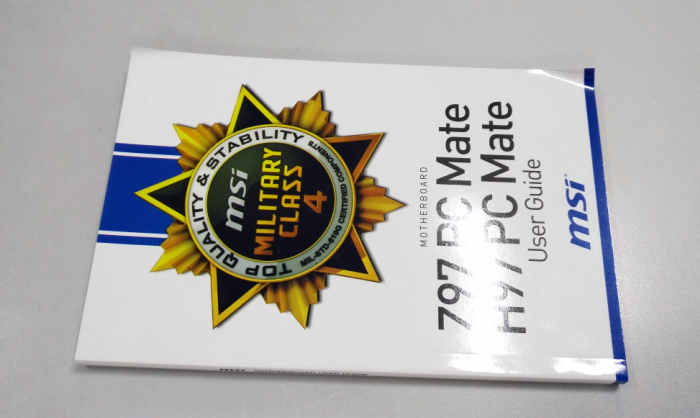 TOP QUALITY & STABILITY
msi
MILITARY
CLASS
4
MIL-STD-810G CERTIFIED COMPONENTS
MOTHERBOARD
Z97 PC Mate
H97 PC Mate
User Guide
msi
msi